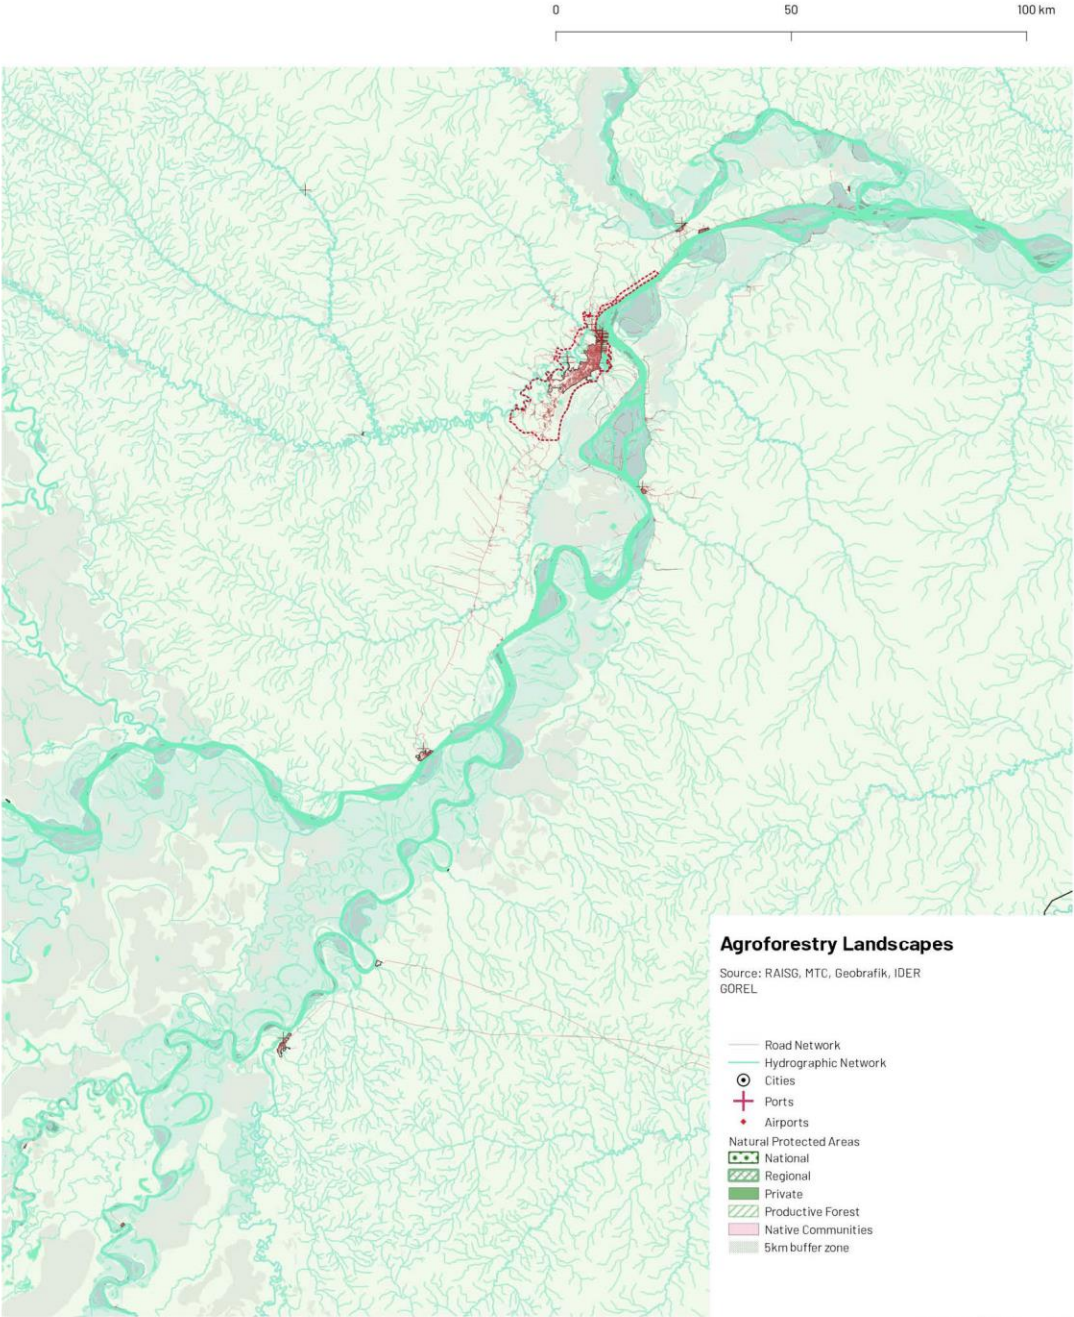 0 50 100 km
Agroforestry Landscapes
Source: RAISG, MTC, Geobrafik, IDER
GOREL
Road Network
Hydrographic Network
Cities
Ports
Airports
Natural Protected Areas
National
Regional
Private
Productive Forest
Native Communities
5km buffer zone